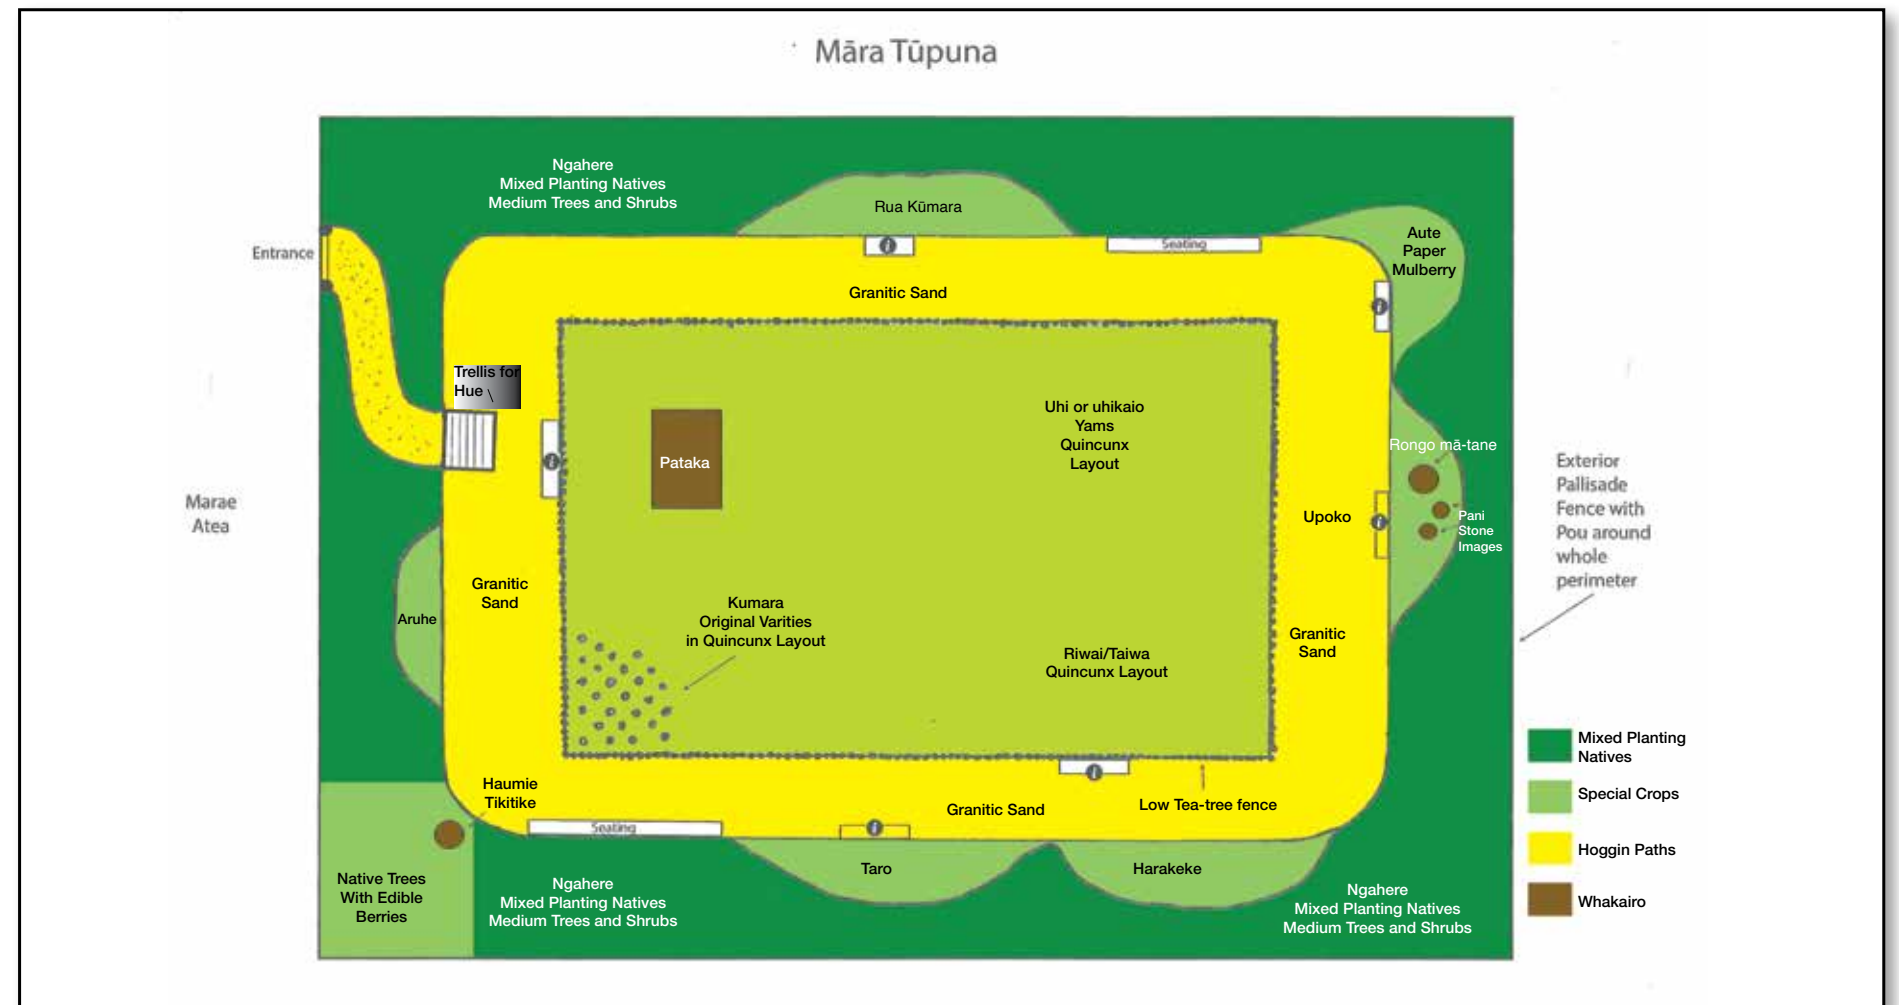 Māra Tūpuna
Ngahere
Mixed Planting Natives
Medium Trees and Shrubs
Rua Kūmara
Aute
Paper
Mulberry
Entrance
i
Seating
i
Granitic Sand
Trellis for
Hue \
Uhi or uhikaio
Yams
Quincunx
Layout
Pataka
i
Rongo mā-tane
Exterior
Pallisade
Fence with
Pou around
whole
perimeter
Marae
Atea
Upoko
i
Pani
Stone
Images
Granitic
Sand
Aruhe
Kumara
Original Varities
in Quincunx Layout
Riwai/Taiwa
Quincunx Layout
Granitic
Sand
Mixed Planting
Natives
Special Crops
Hoggin Paths
Whakairo
Haumie
Tikitike
i
Granitic Sand
Low Tea-tree fence
Seating
i
Taro
Harakeke
Native Trees
With Edible
Berries
Ngahere
Mixed Planting Natives
Medium Trees and Shrubs
Ngahere
Mixed Planting Natives
Medium Trees and Shrubs